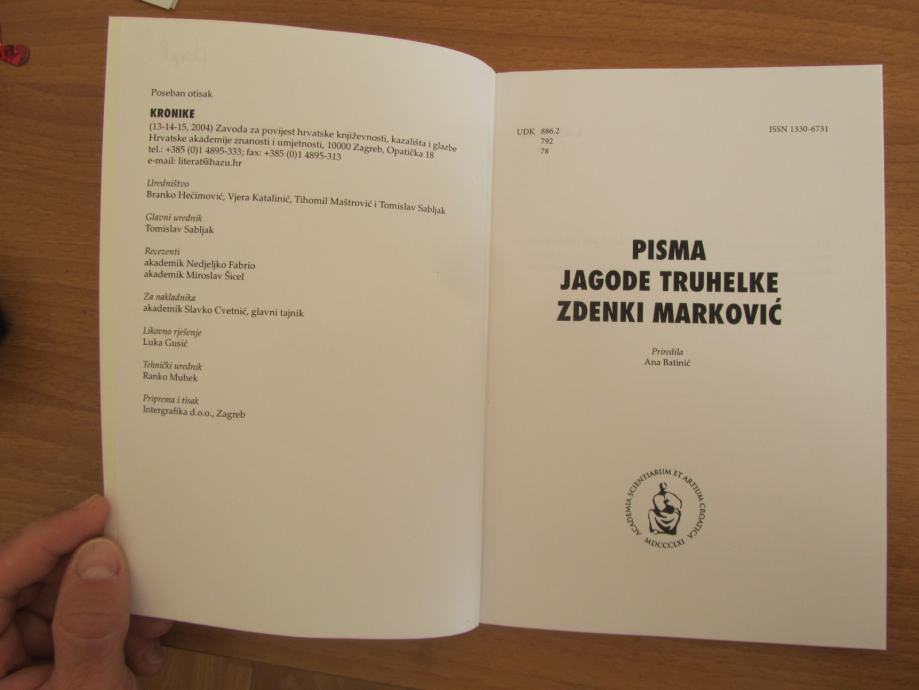 Poseban otisak
KRONIKE
(13-14-15, 2004) Zavoda za povijest hrvatske književnosti, kazališta i glazbe
Hrvatske akademije znanosti i umjetnosti, 10000 Zagreb, Opatička 18
tel.: +385 (0)1 4895-333; fax: +385 (0)1 4895-313
e-mail: literat@hazu.hr
Uredništvo
Branko Hećimović, Vjera Katalinić, Tihomil Maštrović i Tomislav Sabljak
Glavni urednik
Tomislav Sabljak
Recezenti
akademik Nedjeljko Fabrio
akademik Miroslav Šicel
Za nakladnika
akademik Slavko Cvetnić, glavni tajnik
Likovno rješenje
Luka Gusić
Tehnički urednik
Ranko Muhek
Priprema i tisak
Intergrafika d.o.o., Zagreb
UDK 886.2
792
78
ISSN 1330-6731
PISMA
JAGODE TRUHELKE
ZDENKI MARKOVIĆ
Priredila
Ana Batinić
ACADEMIA SCIENTIARUM ET ARTIUM CROATICA
MDCCCLXI